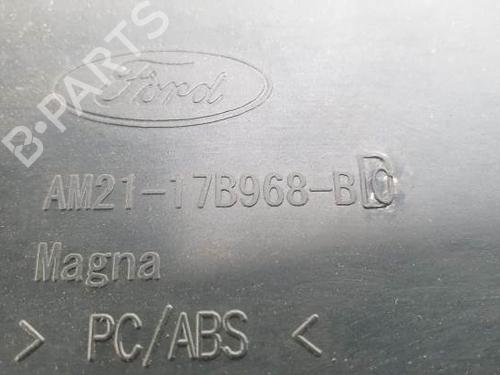 Ford
B-PARTS
AM21-17B968-B
Magna
> PC/ABS <